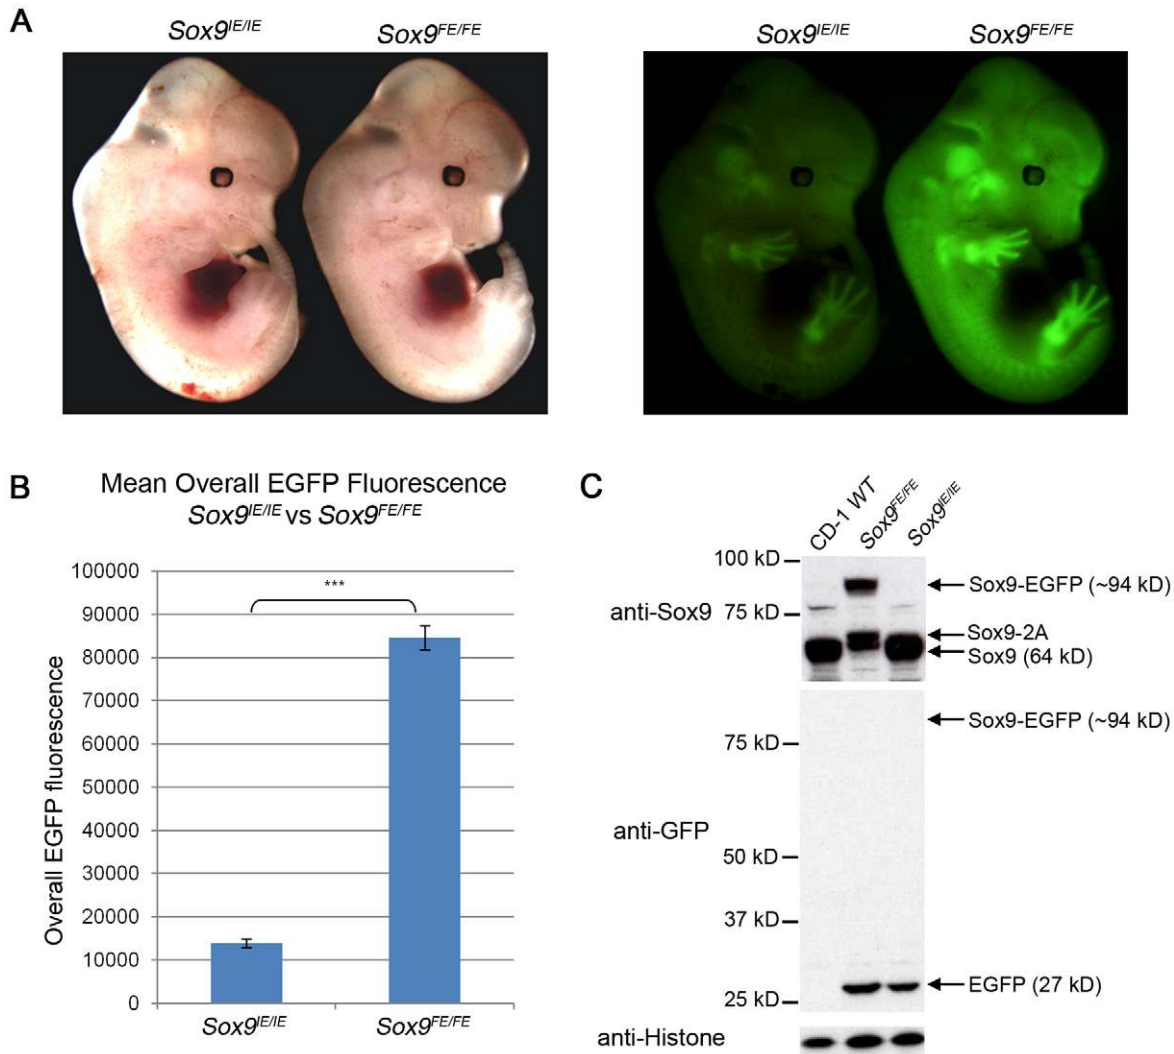 A
Sox9IE/IE
Sox9FE/FE
Sox9IE/IE
Sox9FE/FE
B
Mean Overall EGFP Fluorescence
Sox9IE/IE vs Sox9FE/FE
Overall EGFP fluorescence
100000
90000
80000
70000
60000
50000
40000
30000
20000
10000
0
***
Sox9IE/IE
Sox9FE/FE
C
CD-1 WT
Sox9FE/FE
Sox9IE/IE
100 kD
75 kD
anti-Sox9
Sox9-EGFP (~94 kD)
Sox9-2A
Sox9 (64 kD)
Sox9-EGFP (~94 kD)
75 kD
anti-GFP
50 kD
37 kD
25 kD
EGFP (27 kD)
anti-Histone